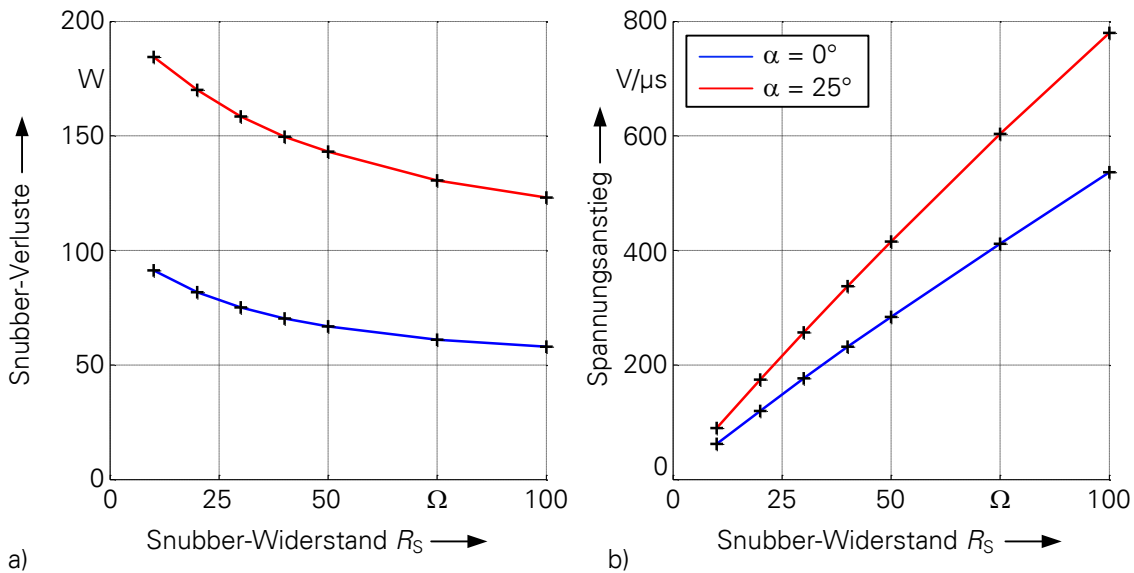 200
W
150
100
50
0
0
25
50
Ω
100
Snubber-Verluste
Snubber-Widerstand RS
a)
800
V/µs
600
400
200
0
0
25
50
Ω
100
Spannungsanstieg
α = 0°
α = 25°
Snubber-Widerstand RS
b)